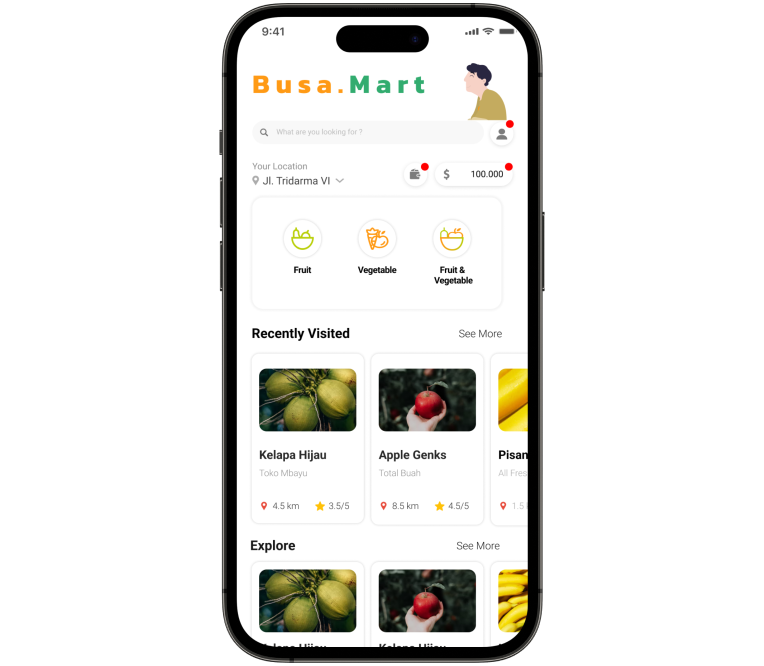 9:41
Busa.Mart
What are you looking for ?
Your Location
Jl. Tridarma VI
$ 100.000
Fruit
Vegetable
Fruit &
Vegetable
Recently Visited
See More
Kelapa Hijau
Apple Genks
Pisan
Toko Mbayu
Total Buah
All Fres
4.5 km
3.5/5
8.5 km
4.5/5
1.5
Explore
See More
Kelapa Hijau
Kelapa Hijau